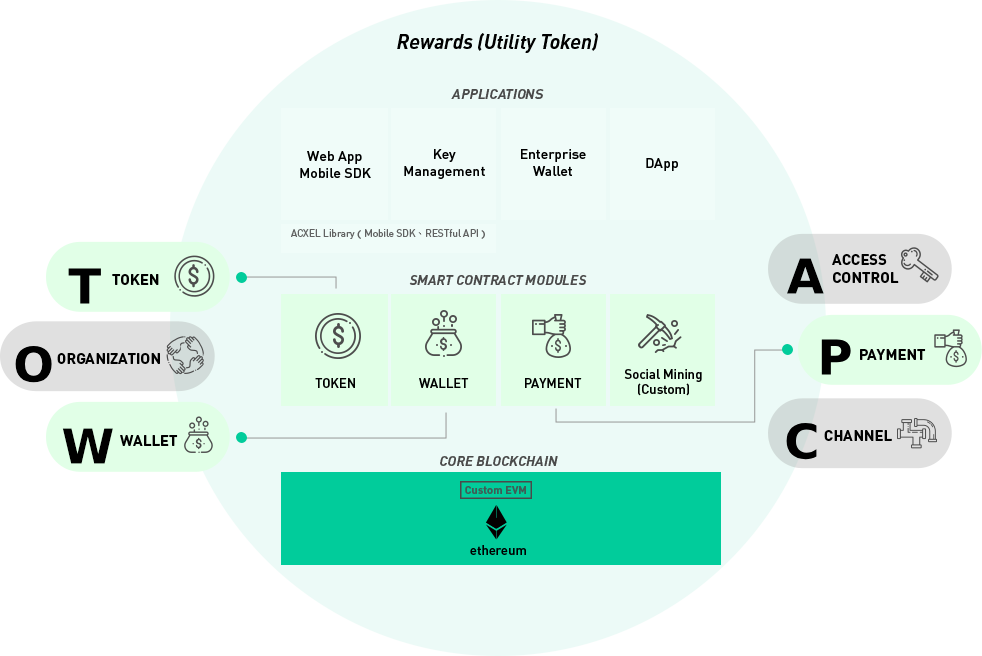 Rewards (Utility Token)
APPLICATIONS
Web App
Mobile SDK
Key
Management
Enterprise
Wallet
DApp
ACXEL Library ( Mobile SDK、RESTful API )
SMART CONTRACT MODULES
TOKEN
WALLET
PAYMENT
Social Mining
(Custom)
CORE BLOCKCHAIN
Custom EVM
ethereum
T TOKEN
O ORGANIZATION
W WALLET
A ACCESS
CONTROL
P PAYMENT
C CHANNEL